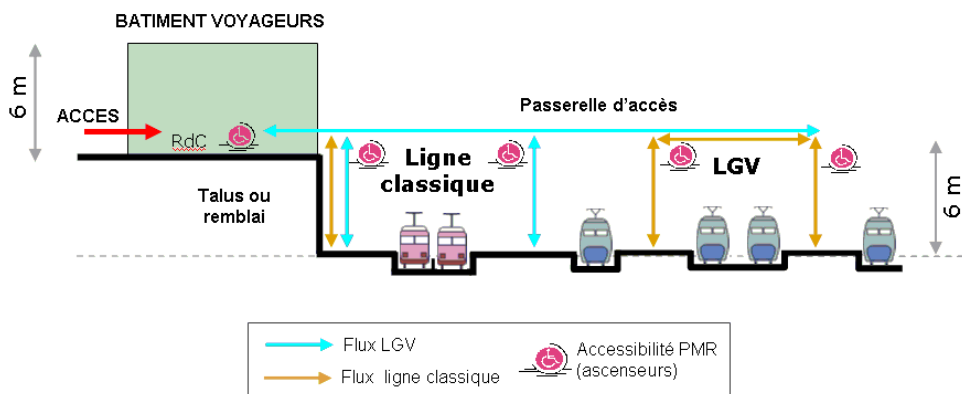 BATIMENT VOYAGEURS
6 m
ACCES
RdC
Passerelle d'accès
Ligne
classique
LGV
Talus ou
remblai
6 m
Flux LGV
Flux ligne classique
Accessibilité PMR
(ascenseurs)